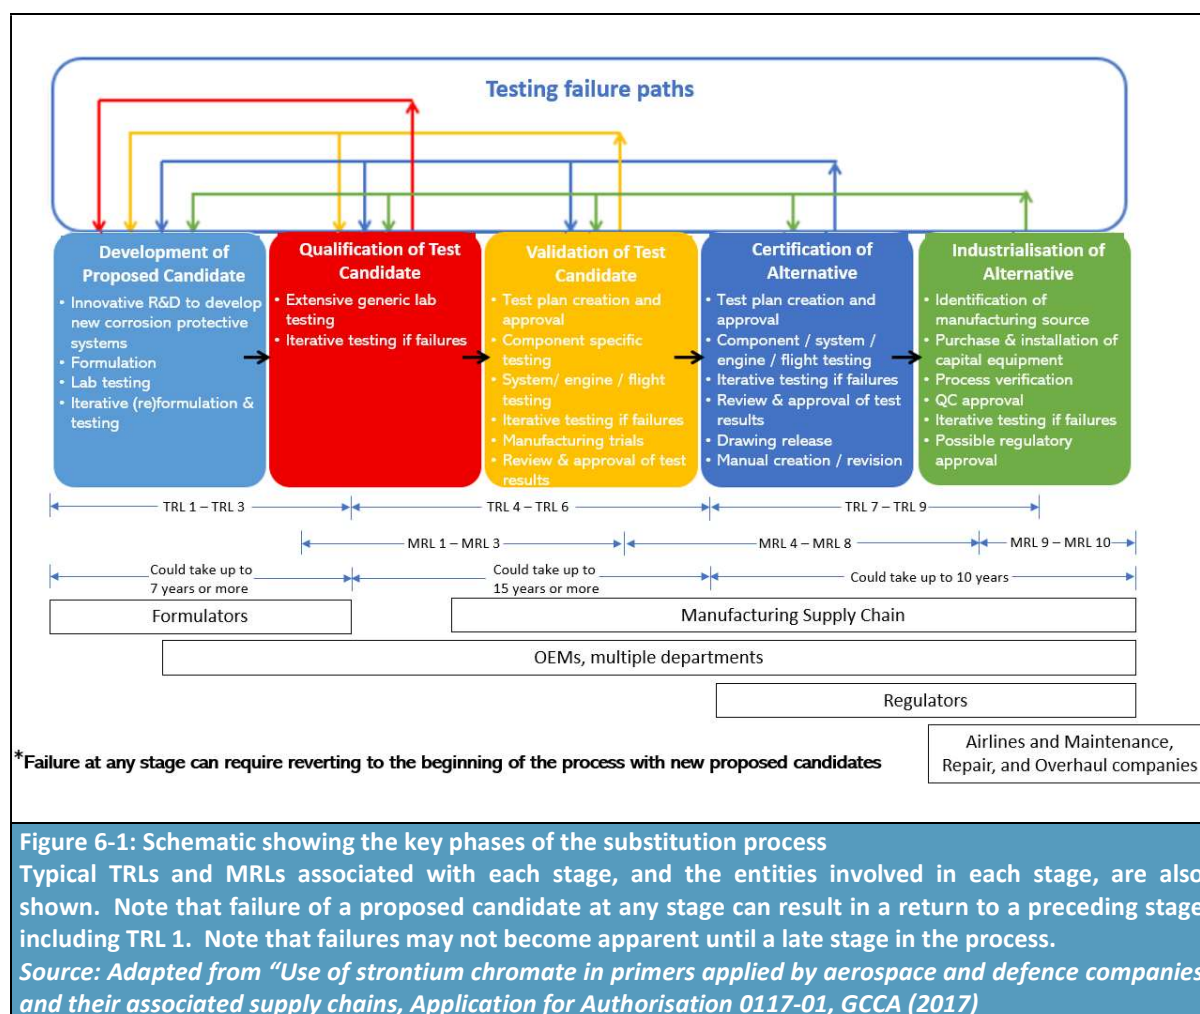 Testing failure paths
Development of
Proposed Candidate
• Innovative R&D to develop
new corrosion protective
systems
• Formulation
• Lab testing
• Iterative (re)formulation &
testing
Qualification of Test
Candidate
• Extensive generic lab
testing
• Iterative testing if failures
Validation of Test
Candidate
• Test plan creation and
approval
• Component specific
testing
• System/ engine / flight
testing
• Iterative testing if failures
• Manufacturing trials
• Review & approval of test
results
Certification of
Alternative
• Test plan creation and
approval
• Component / system /
engine / flight testing
• Iterative testing if failures
• Review & approval of test
results
• Drawing release
• Manual creation / revision
Industrialisation of
Alternative
• Identification of
manufacturing source
• Purchase & installation of
capital equipment
• Process verification
• QC approval
• Iterative testing if failures
• Possible regulatory
approval
TRL 1 – TRL 3
TRL 4 – TRL 6
TRL 7 – TRL 9
MRL 1 – MRL 3
MRL 4 – MRL 8
MRL 9 – MRL 10
Could take up to
7 years or more
Could take up to
15 years or more
Could take up to 10 years
Formulators
Manufacturing Supply Chain
OEMs, multiple departments
Regulators
Airlines and Maintenance,
Repair, and Overhaul companies
*Failure at any stage can require reverting to the beginning of the process with new proposed candidates
Figure 6-1: Schematic showing the key phases of the substitution process
Typical TRLs and MRLs associated with each stage, and the entities involved in each stage, are also
shown. Note that failure of a proposed candidate at any stage can result in a return to a preceding stage
including TRL 1. Note that failures may not become apparent until a late stage in the process.
Source: Adapted from “Use of strontium chromate in primers applied by aerospace and defence companies
and their associated supply chains, Application for Authorisation 0117-01, GCCA (2017)